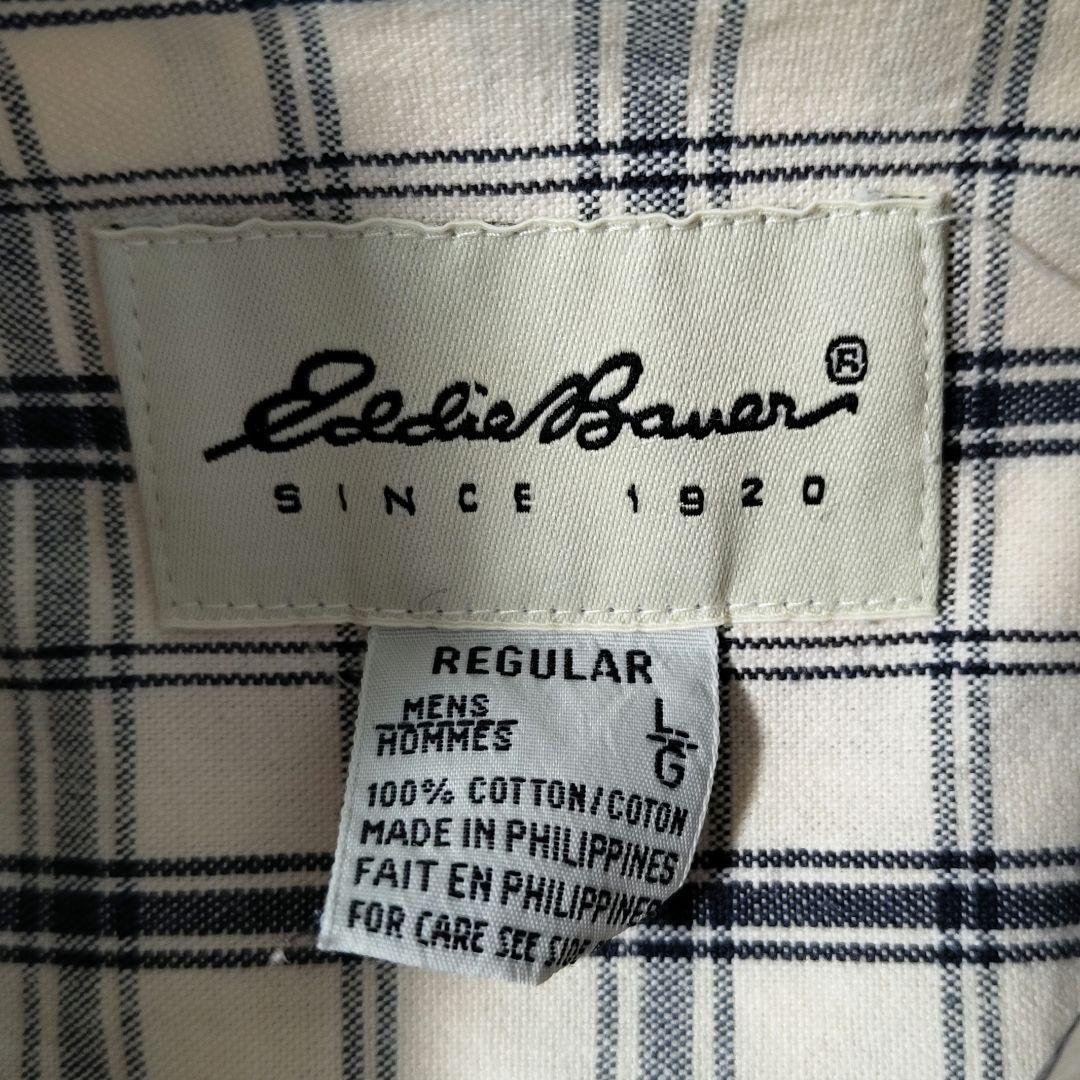 Eddie Bauer®
SINCE 1920
REGULAR
MENS L
HOMMES G
100% COTTON/COTON
MADE IN PHILIPPINES
FAIT EN PHILIPPINES
FOR CARE SEE